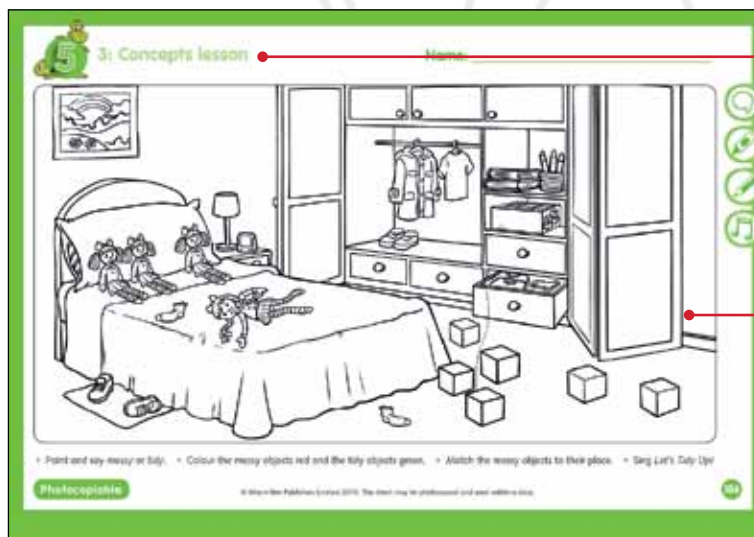 5
3: Concepts lesson
Name:
• Point and say messy or tidy. • Colour the messy objects red and the tidy objects green. • Match the messy objects to their place. • Sing Let's Tidy Up!
Photocopiable